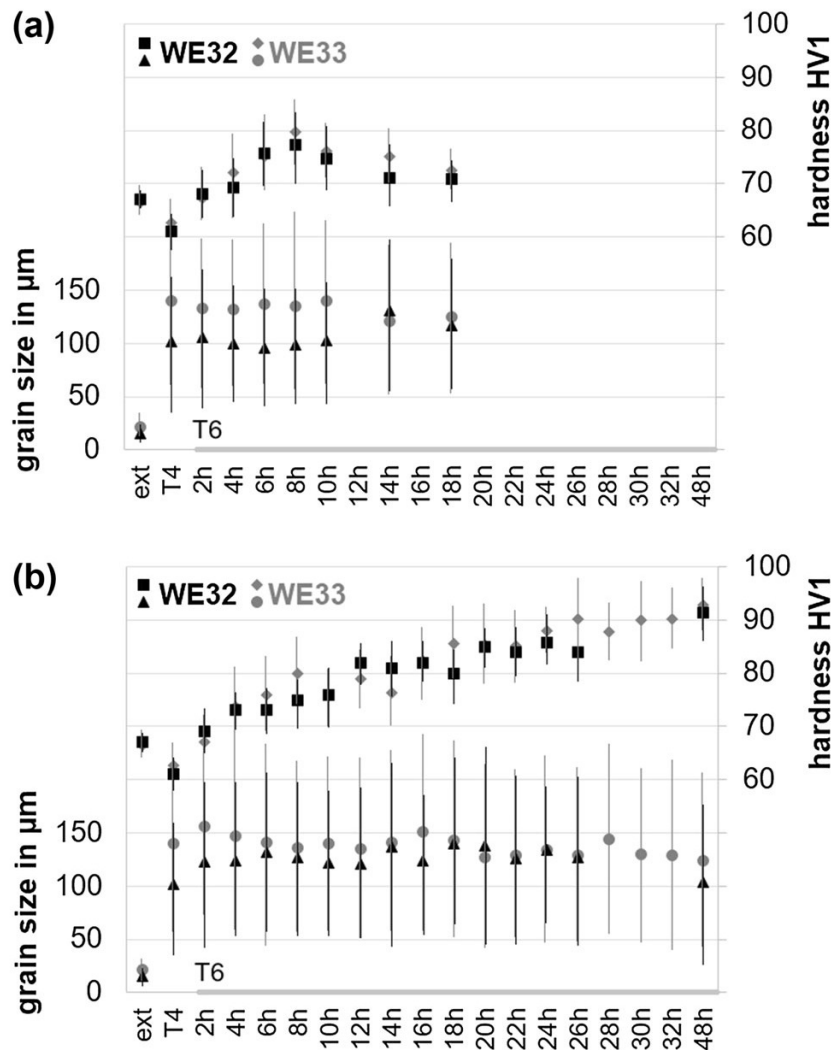 (a)
WE32 WE33
100
90
80
70
60
hardness HV1
150
100
50
0
grain size in µm
T6
ext T4 2h 4h 6h 8h 10h 12h 14h 16h 18h 20h 22h 24h 26h 28h 30h 32h 48h
(b)
WE32 WE33
100
90
80
70
60
hardness HV1
150
100
50
0
grain size in µm
T6
ext T4 2h 4h 6h 8h 10h 12h 14h 16h 18h 20h 22h 24h 26h 28h 30h 32h 48h